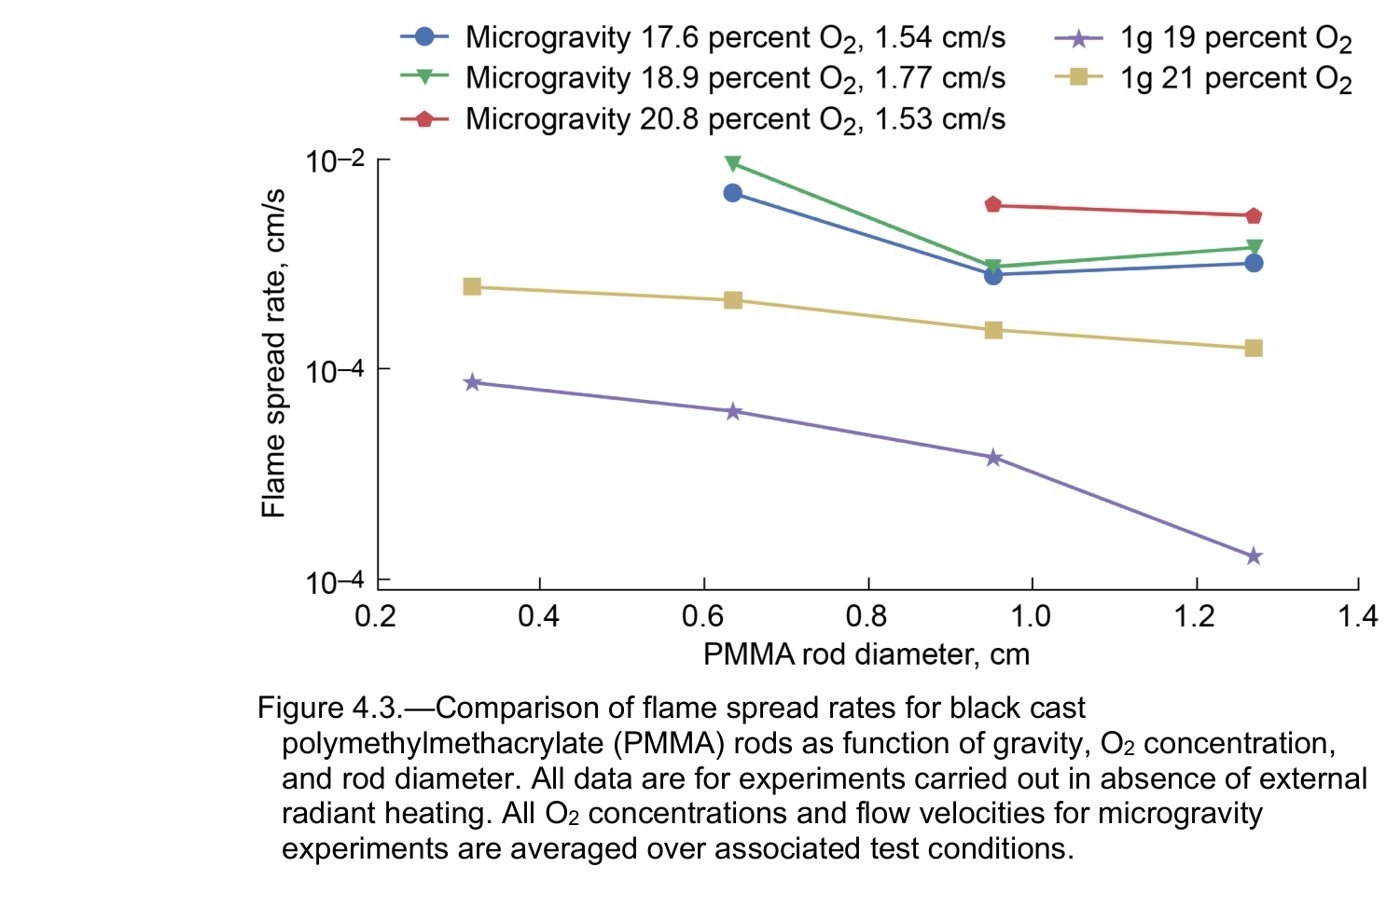 Microgravity 17.6 percent O2, 1.54 cm/s
Microgravity 18.9 percent O2, 1.77 cm/s
Microgravity 20.8 percent O2, 1.53 cm/s
1g 19 percent O2
1g 21 percent O2
10–2
10–4
10–4
Flame spread rate, cm/s
0.2 0.4 0.6 0.8 1.0 1.2 1.4
PMMA rod diameter, cm
Figure 4.3.—Comparison of flame spread rates for black cast
polymethylmethacrylate (PMMA) rods as function of gravity, O2 concentration,
and rod diameter. All data are for experiments carried out in absence of external
radiant heating. All O2 concentrations and flow velocities for microgravity
experiments are averaged over associated test conditions.